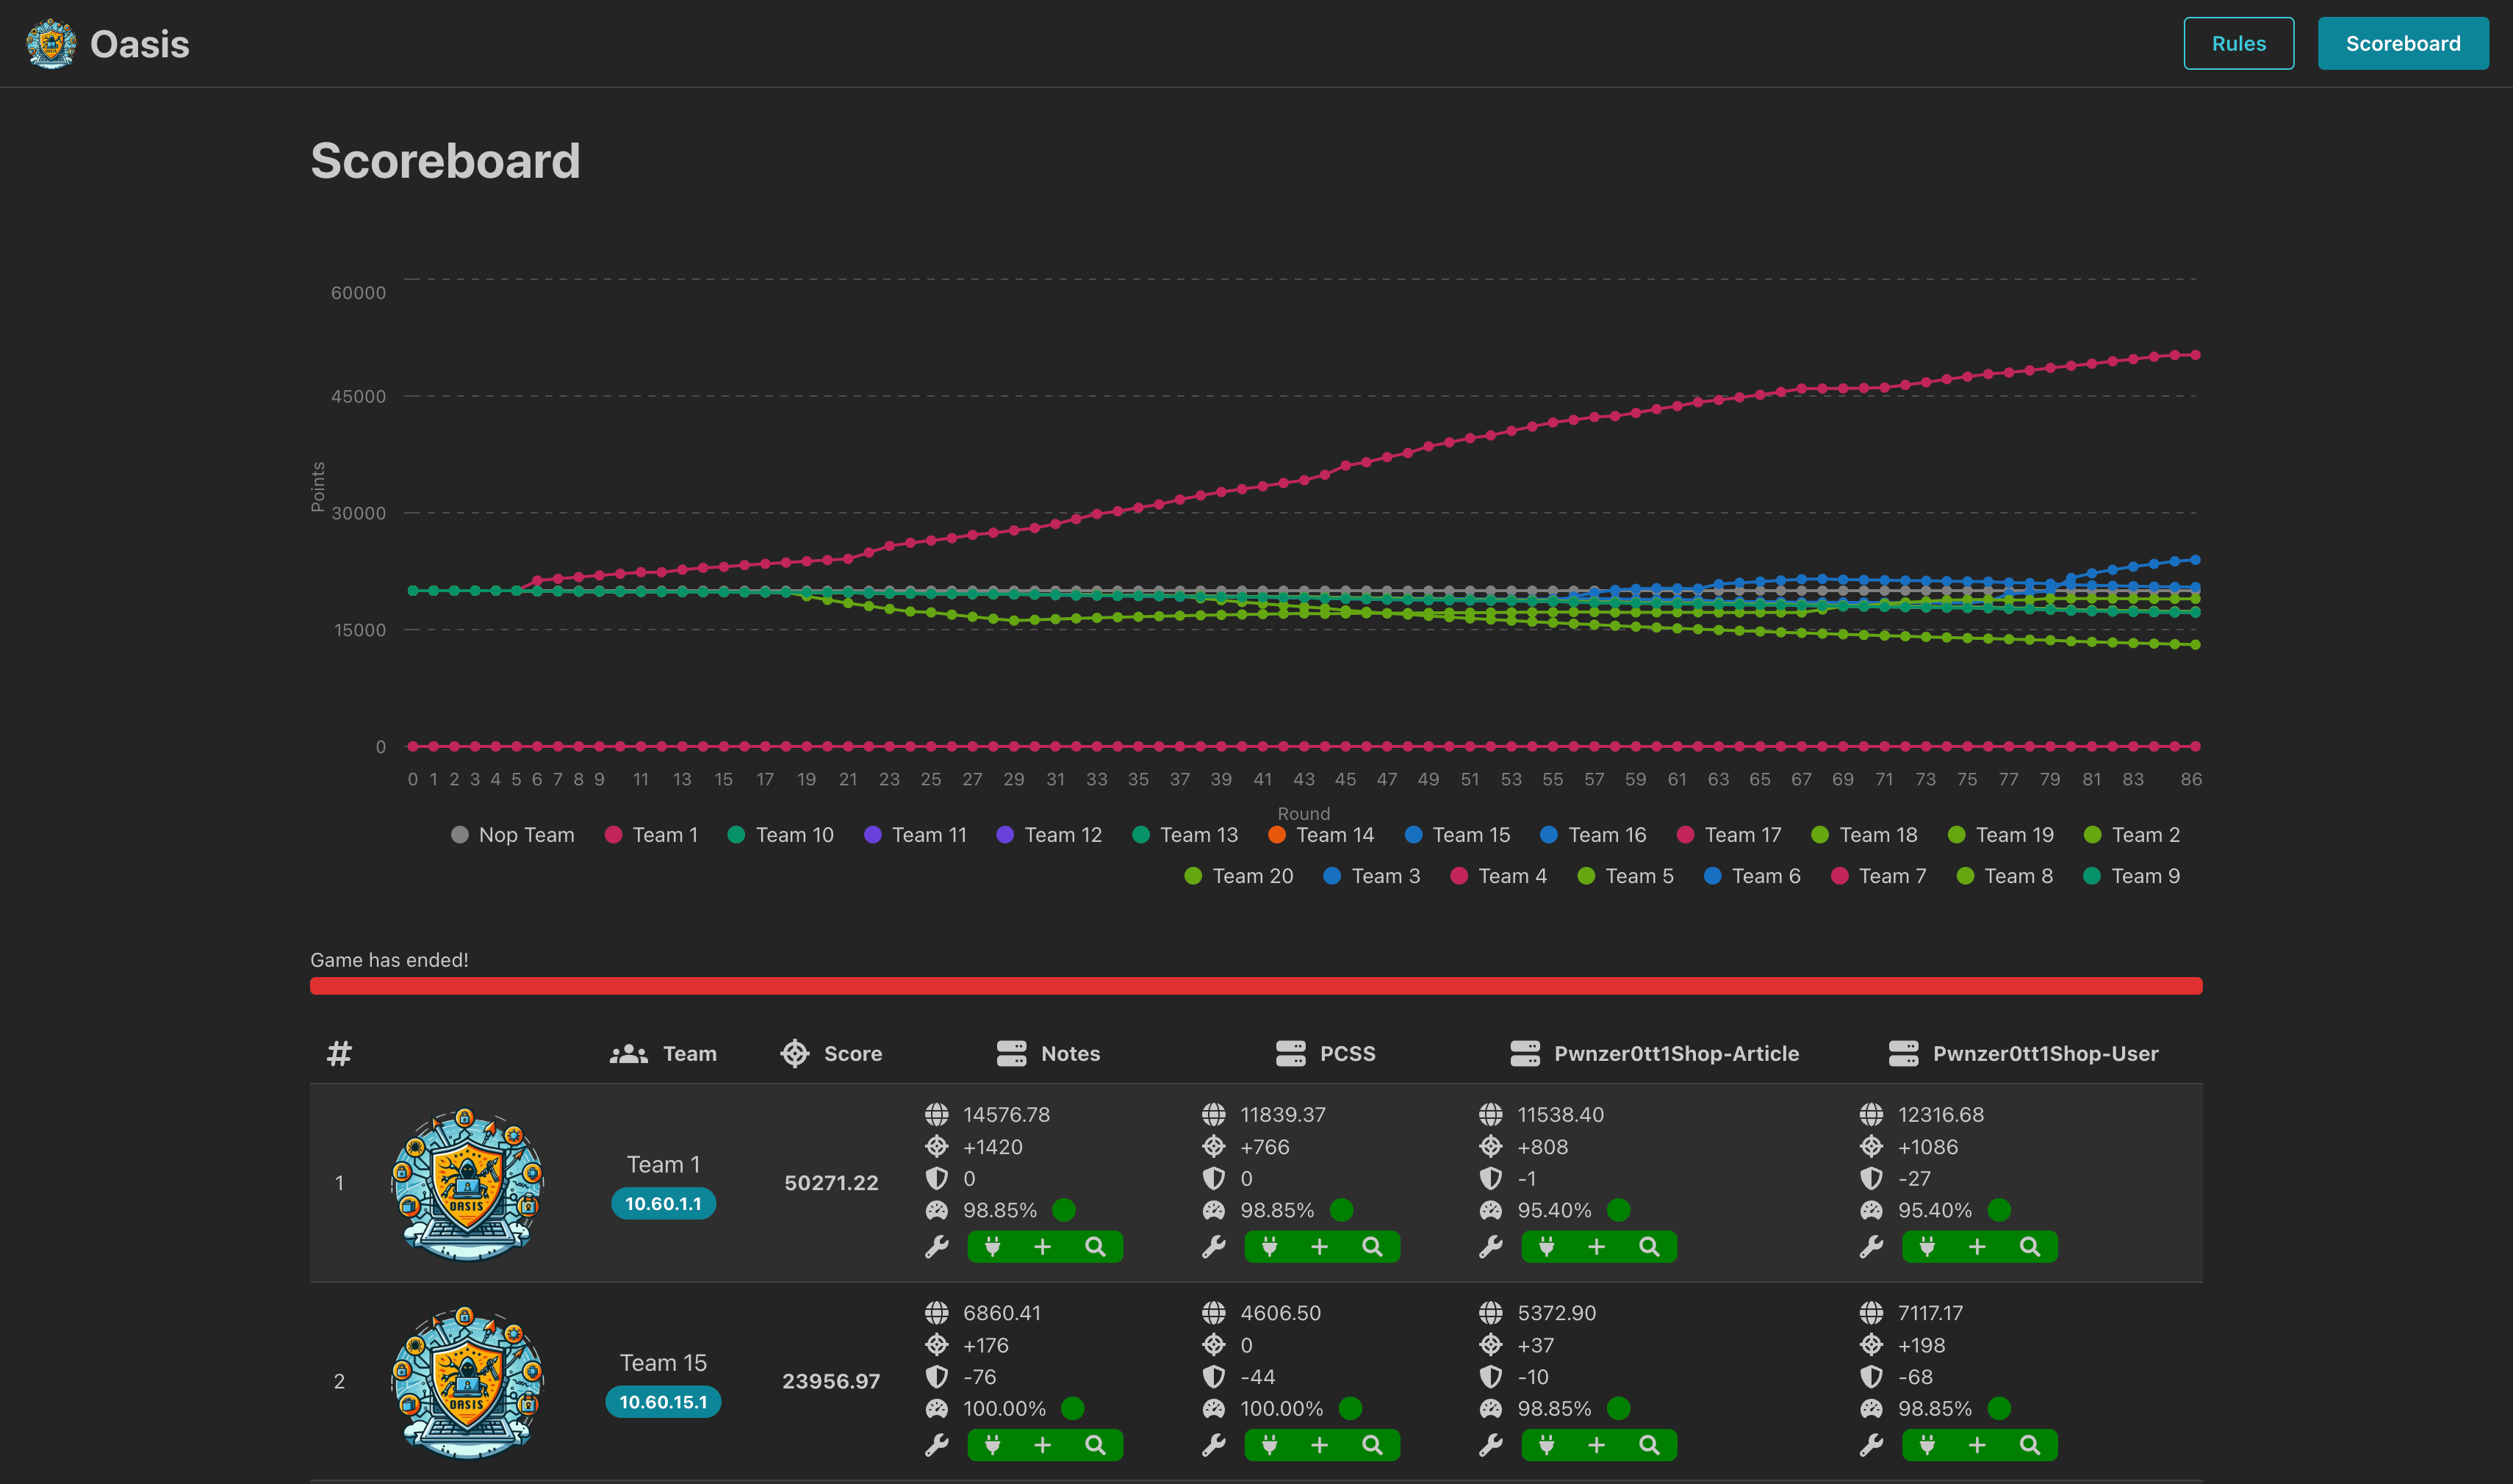 Oasis
Rules
Scoreboard
Scoreboard
60000
45000
30000
15000
0
Points
0 1 2 3 4 5 6 7 8 9 11 13 15 17 19 21 23 25 27 29 31 33 35 37 39 41 43 45 47 49 51 53 55 57 59 61 63 65 67 69 71 73 75 77 79 81 83 86
Round
Nop Team Team 1 Team 10 Team 11 Team 12 Team 13 Team 14 Team 15 Team 16 Team 17 Team 18 Team 19 Team 2
Team 20 Team 3 Team 4 Team 5 Team 6 Team 7 Team 8 Team 9
Game has ended!
# Team Score Notes PCSS Pwnzer0tt1Shop-Article Pwnzer0tt1Shop-User
14576.78 11839.37 11538.40 12316.68
+1420 +766 +808 +1086
1 OASIS Team 1 10.60.1.1 50271.22
0 0 -1 -27
98.85% 98.85% 95.40% 95.40%
6860.41 4606.50 5372.90 7117.17
+176 0 +37 +198
2 OASIS Team 15 10.60.15.1 23956.97
-76 -44 -10 -68
100.00% 100.00% 98.85% 98.85%